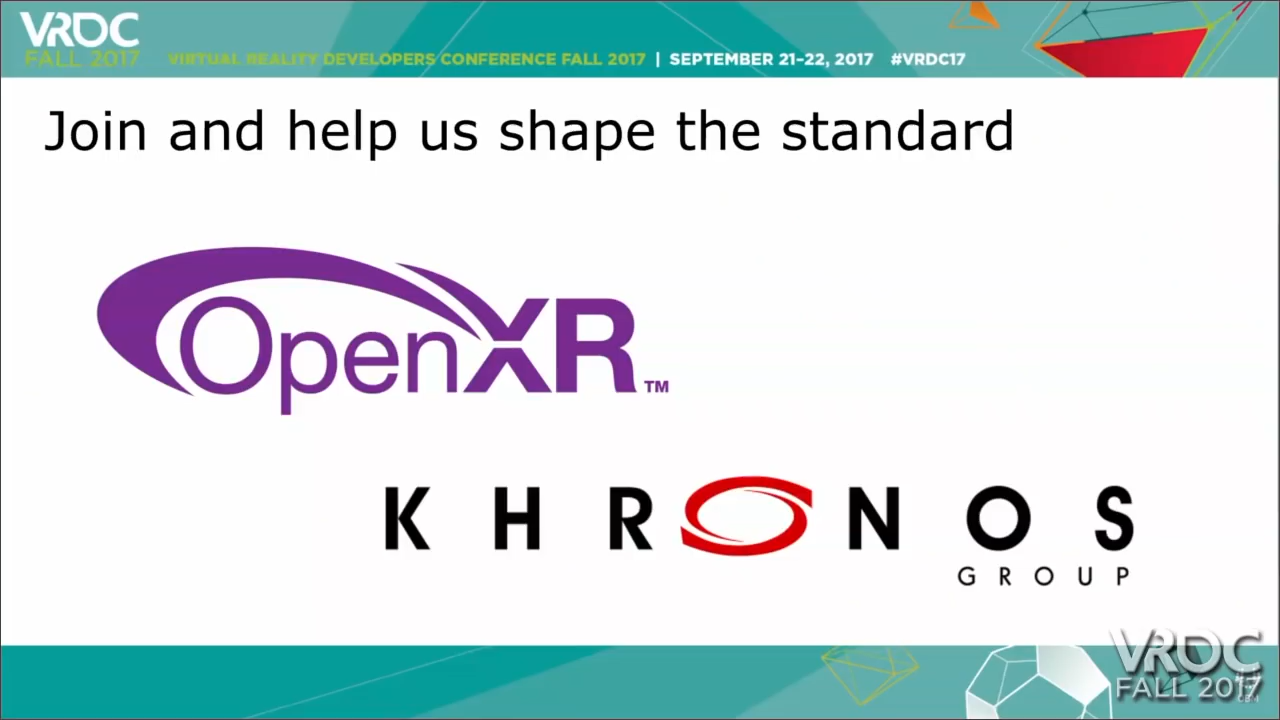 VRDC
FALL 2017
VIRTUAL REALITY DEVELOPERS CONFERENCE FALL 2017 | SEPTEMBER 21-22, 2017 #VRDC17
Join and help us shape the standard
OpenXR™
KHRONOS
GROUP
VRDC
FALL 2017